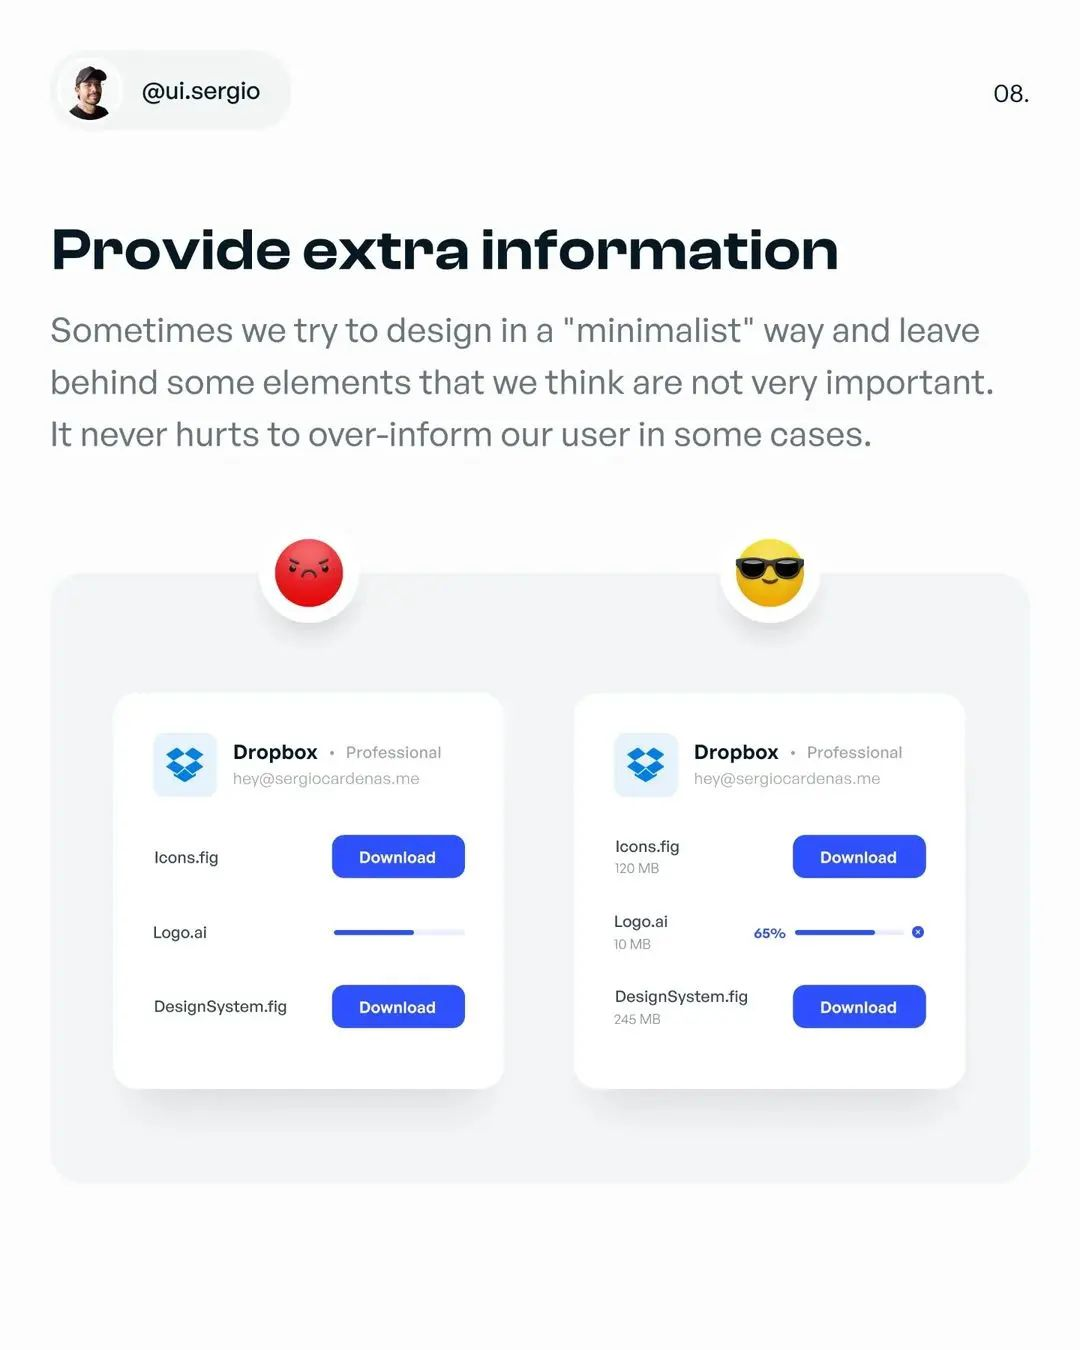 @ui.sergio
08.
Provide extra information
Sometimes we try to design in a "minimalist" way and leave
behind some elements that we think are not very important.
It never hurts to over-inform our user in some cases.
Dropbox • Professional
hey@sergiocardenas.me
Icons.fig
Download
Logo.ai
DesignSystem.fig
Download
Dropbox • Professional
hey@sergiocardenas.me
Icons.fig
120 MB
Download
Logo.ai
10 MB
65%
DesignSystem.fig
245 MB
Download